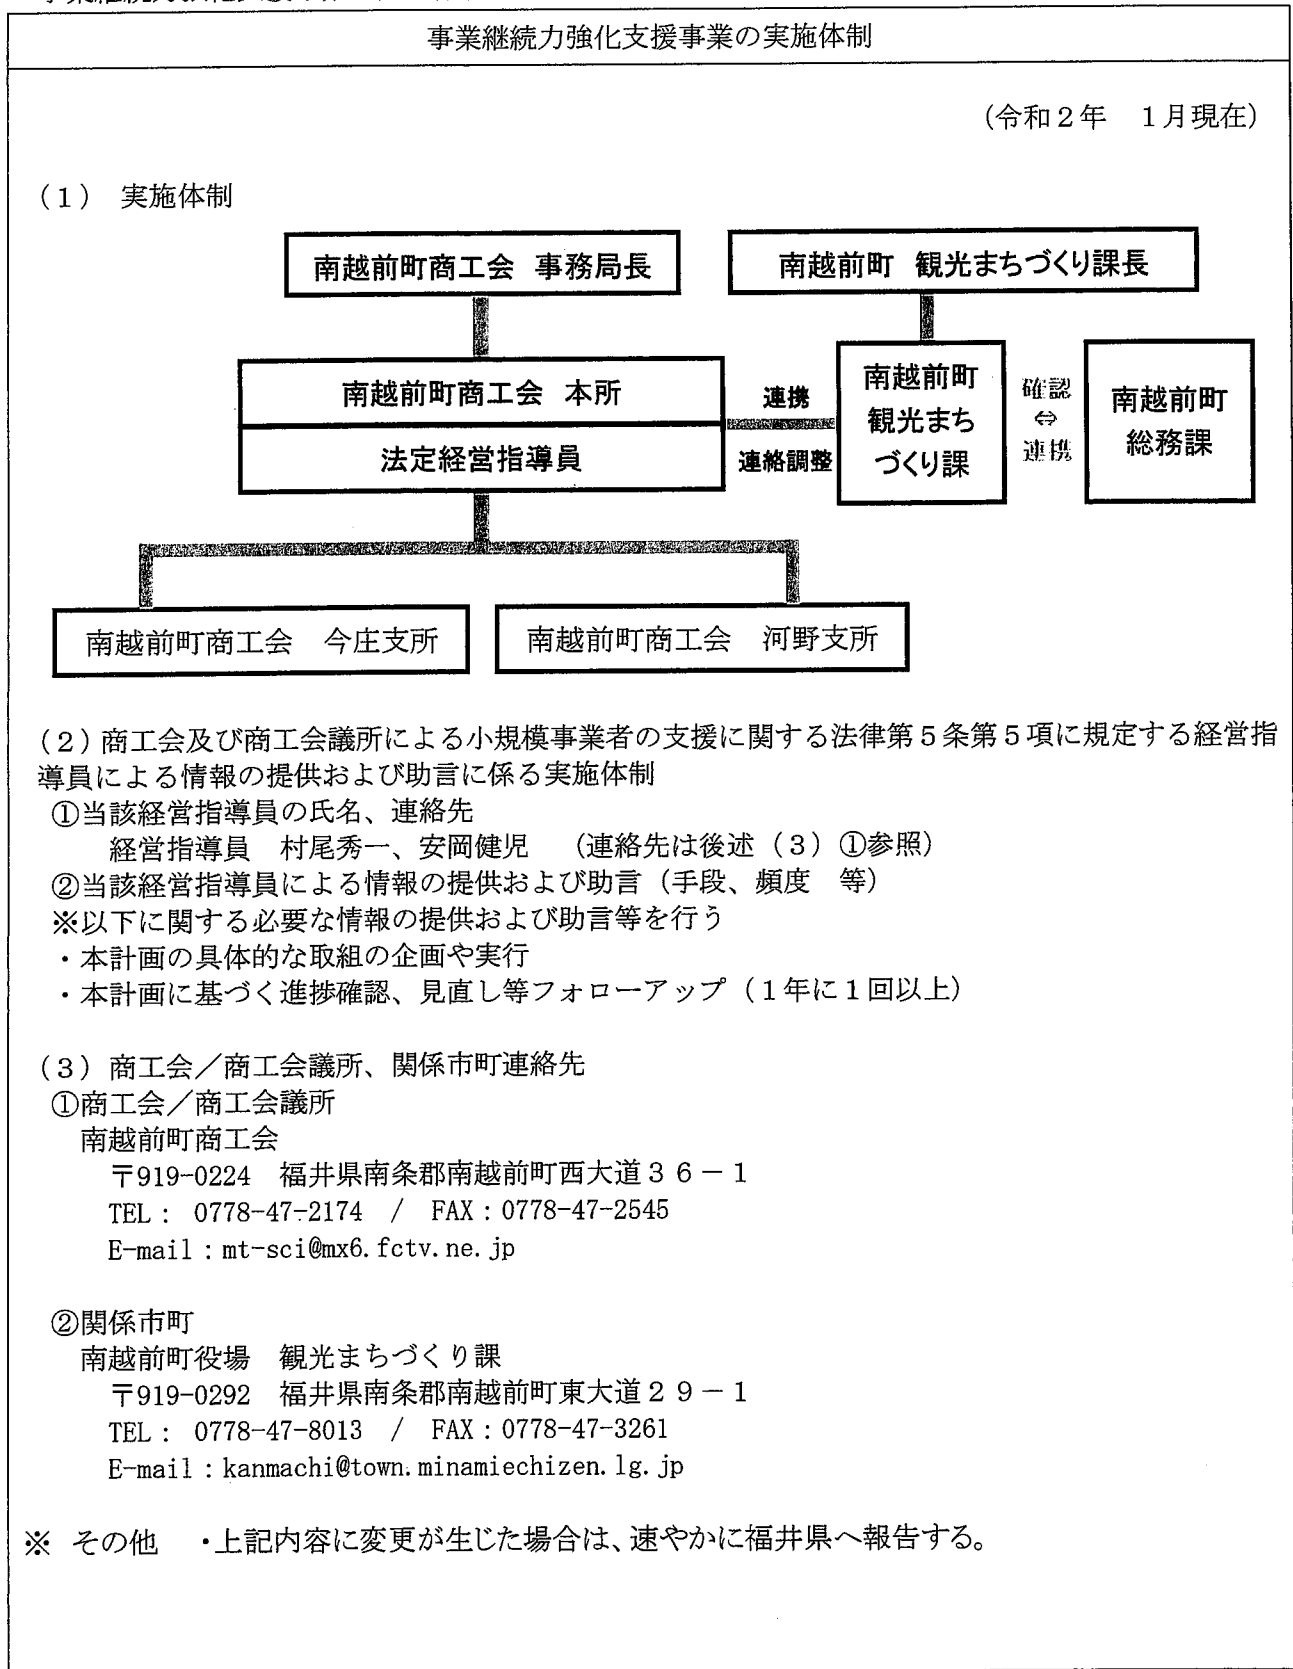 事業継続力強化支援事業の実施体制
(令和2年　1月現在)
(1)　実施体制
南越前町商工会　事務局長
南越前町　観光まちづくり課長
南越前町商工会　本所
法定経営指導員
連携
連絡調整
南越前町
観光まち
づくり課
確認
⇔
連携
南越前町
総務課
南越前町商工会　今庄支所
南越前町商工会　河野支所
(2)商工会及び商工会議所による小規模事業者の支援に関する法律第5条第5項に規定する経営指
導員による情報の提供および助言に係る実施体制
①当該経営指導員の氏名、連絡先
経営指導員　村尾秀一、安岡健児　(連絡先は後述(3)①参照)
②当該経営指導員による情報の提供および助言(手段、頻度　等)
※以下に関する必要な情報の提供および助言等を行う
・本計画の具体的な取組の企画や実行
・本計画に基づく進捗確認、見直し等フォローアップ(1年に1回以上)
(3)商工会／商工会議所、関係市町連絡先
①商工会／商工会議所
南越前町商工会
〒919-0224　福井県南条郡南越前町西大道36－1
TEL： 0778-47-2174　/　FAX：0778-47-2545
E-mail：mt-sci@mx6.fctv.ne.jp
②関係市町
南越前町役場　観光まちづくり課
〒919-0292　福井県南条郡南越前町東大道29－1
TEL： 0778-47-8013　/　FAX：0778-47-3261
E-mail：kanmachi@town.minamiechizen.lg.jp
※ その他　・上記内容に変更が生じた場合は、速やかに福井県へ報告する。